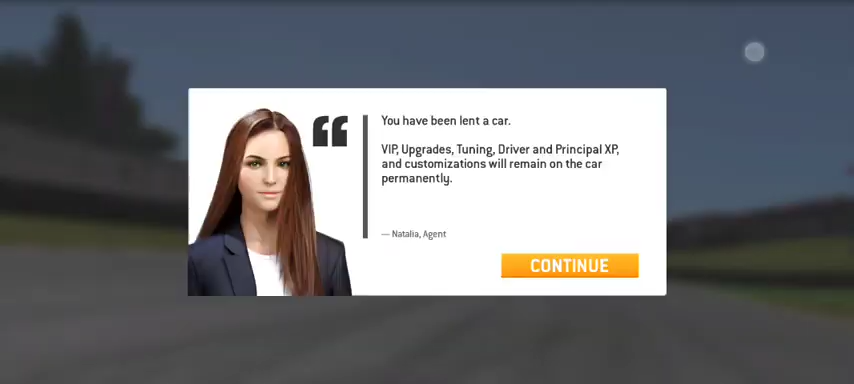 You have been lent a car.
VIP, Upgrades, Tuning, Driver and Principal XP,
and customizations will remain on the car
permanently.
— Natalia, Agent
CONTINUE